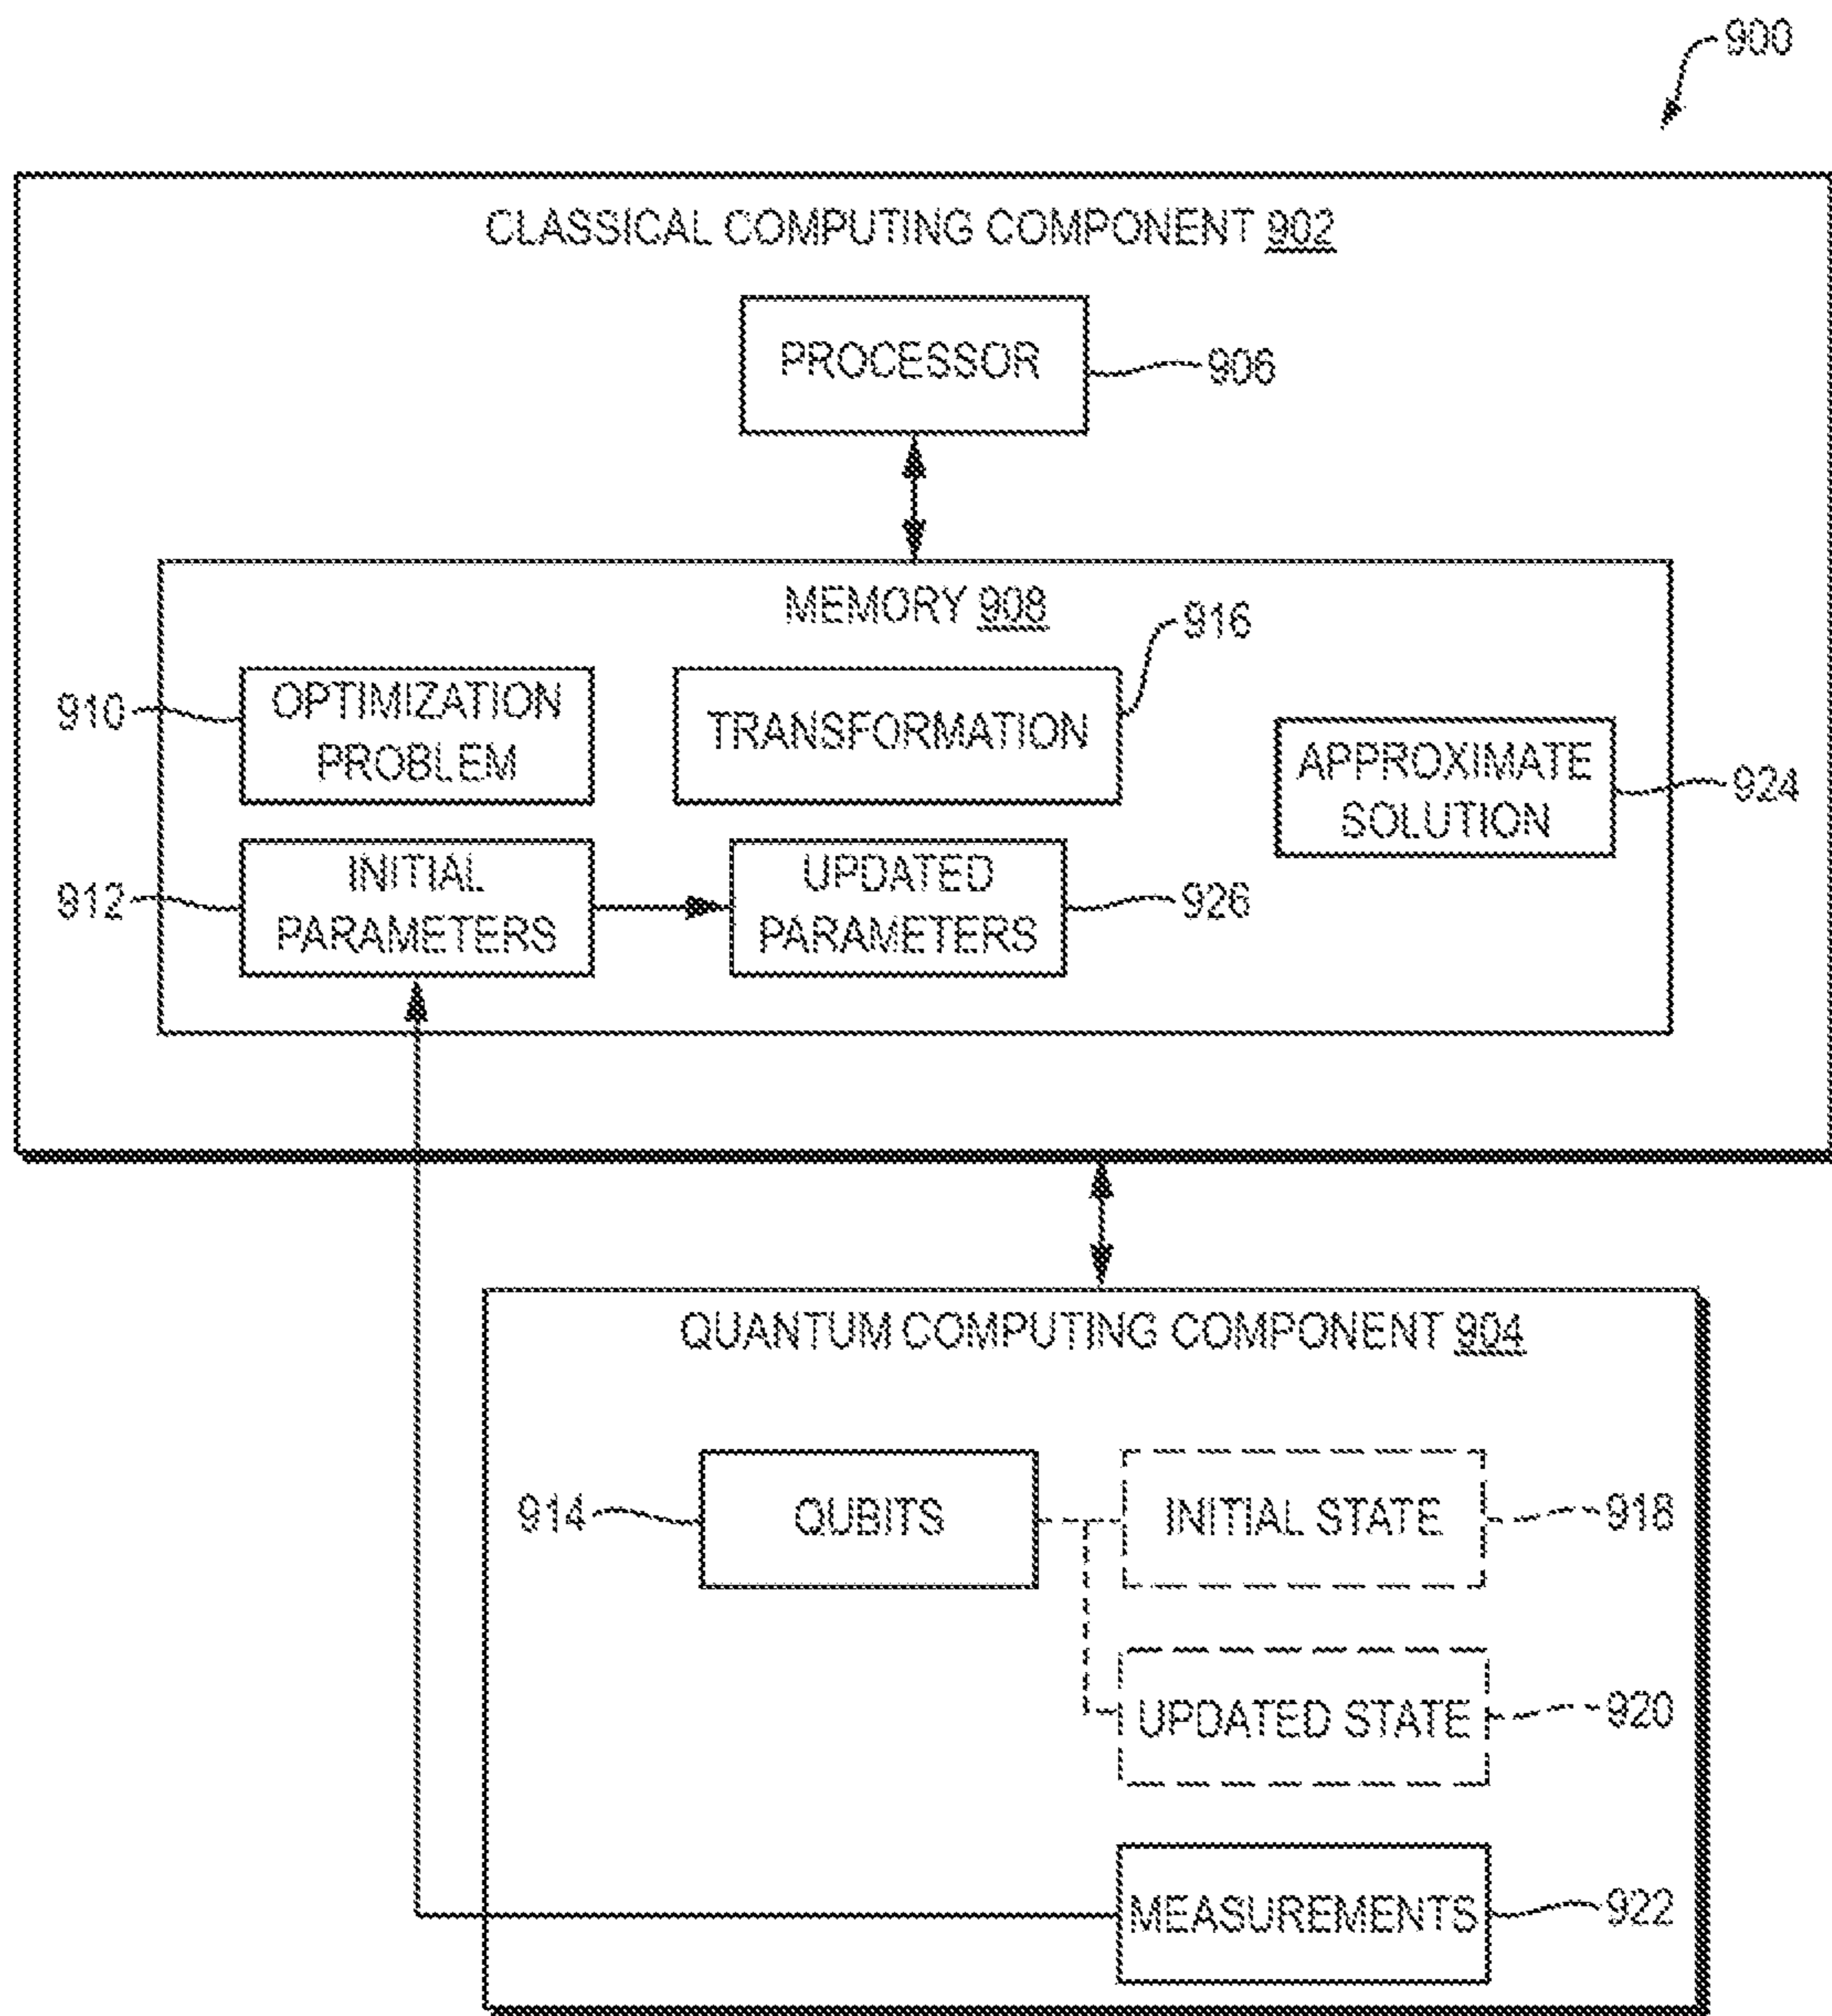 900
CLASSICAL COMPUTING COMPONENT 902
PROCESSOR
906
MEMORY 908
916
910
OPTIMIZATION
PROBLEM
TRANSFORMATION
APPROXIMATE
SOLUTION
924
912
INITIAL
PARAMETERS
UPDATED
PARAMETERS
926
QUANTUM COMPUTING COMPONENT 904
914
QUBITS
INITIAL STATE
918
UPDATED STATE
920
MEASUREMENTS
922